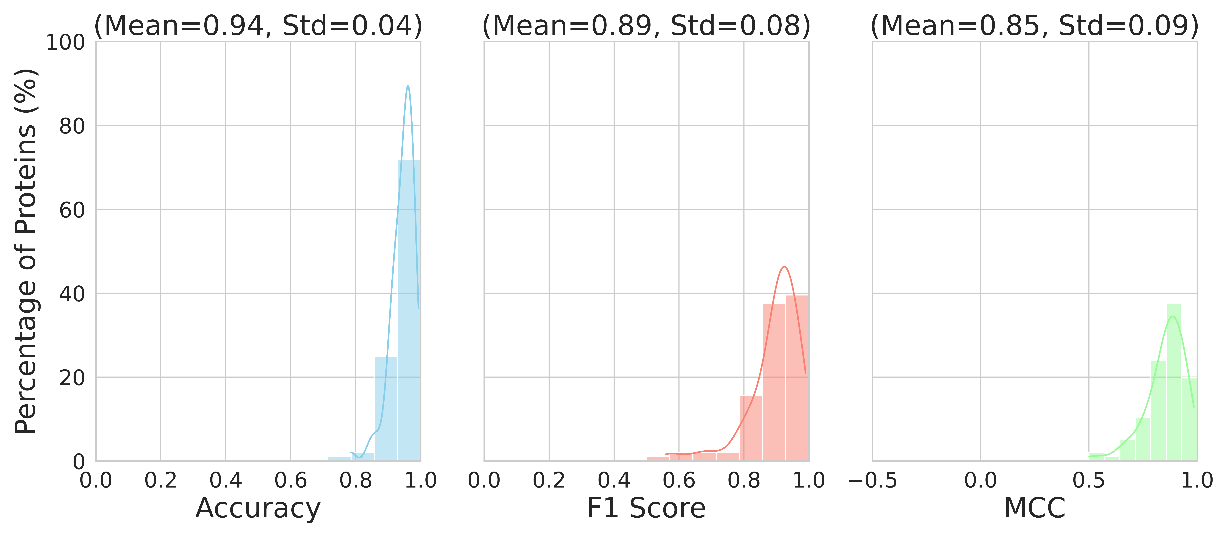 (Mean=0.94, Std=0.04) (Mean=0.89, Std=0.08) (Mean=0.85, Std=0.09)
Percentage of Proteins (%)
100
80
60
40
20
0
0.0 0.2 0.4 0.6 0.8 1.0
Accuracy
0.0 0.2 0.4 0.6 0.8 1.0
F1 Score
−0.5 0.0 0.5 1.0
MCC